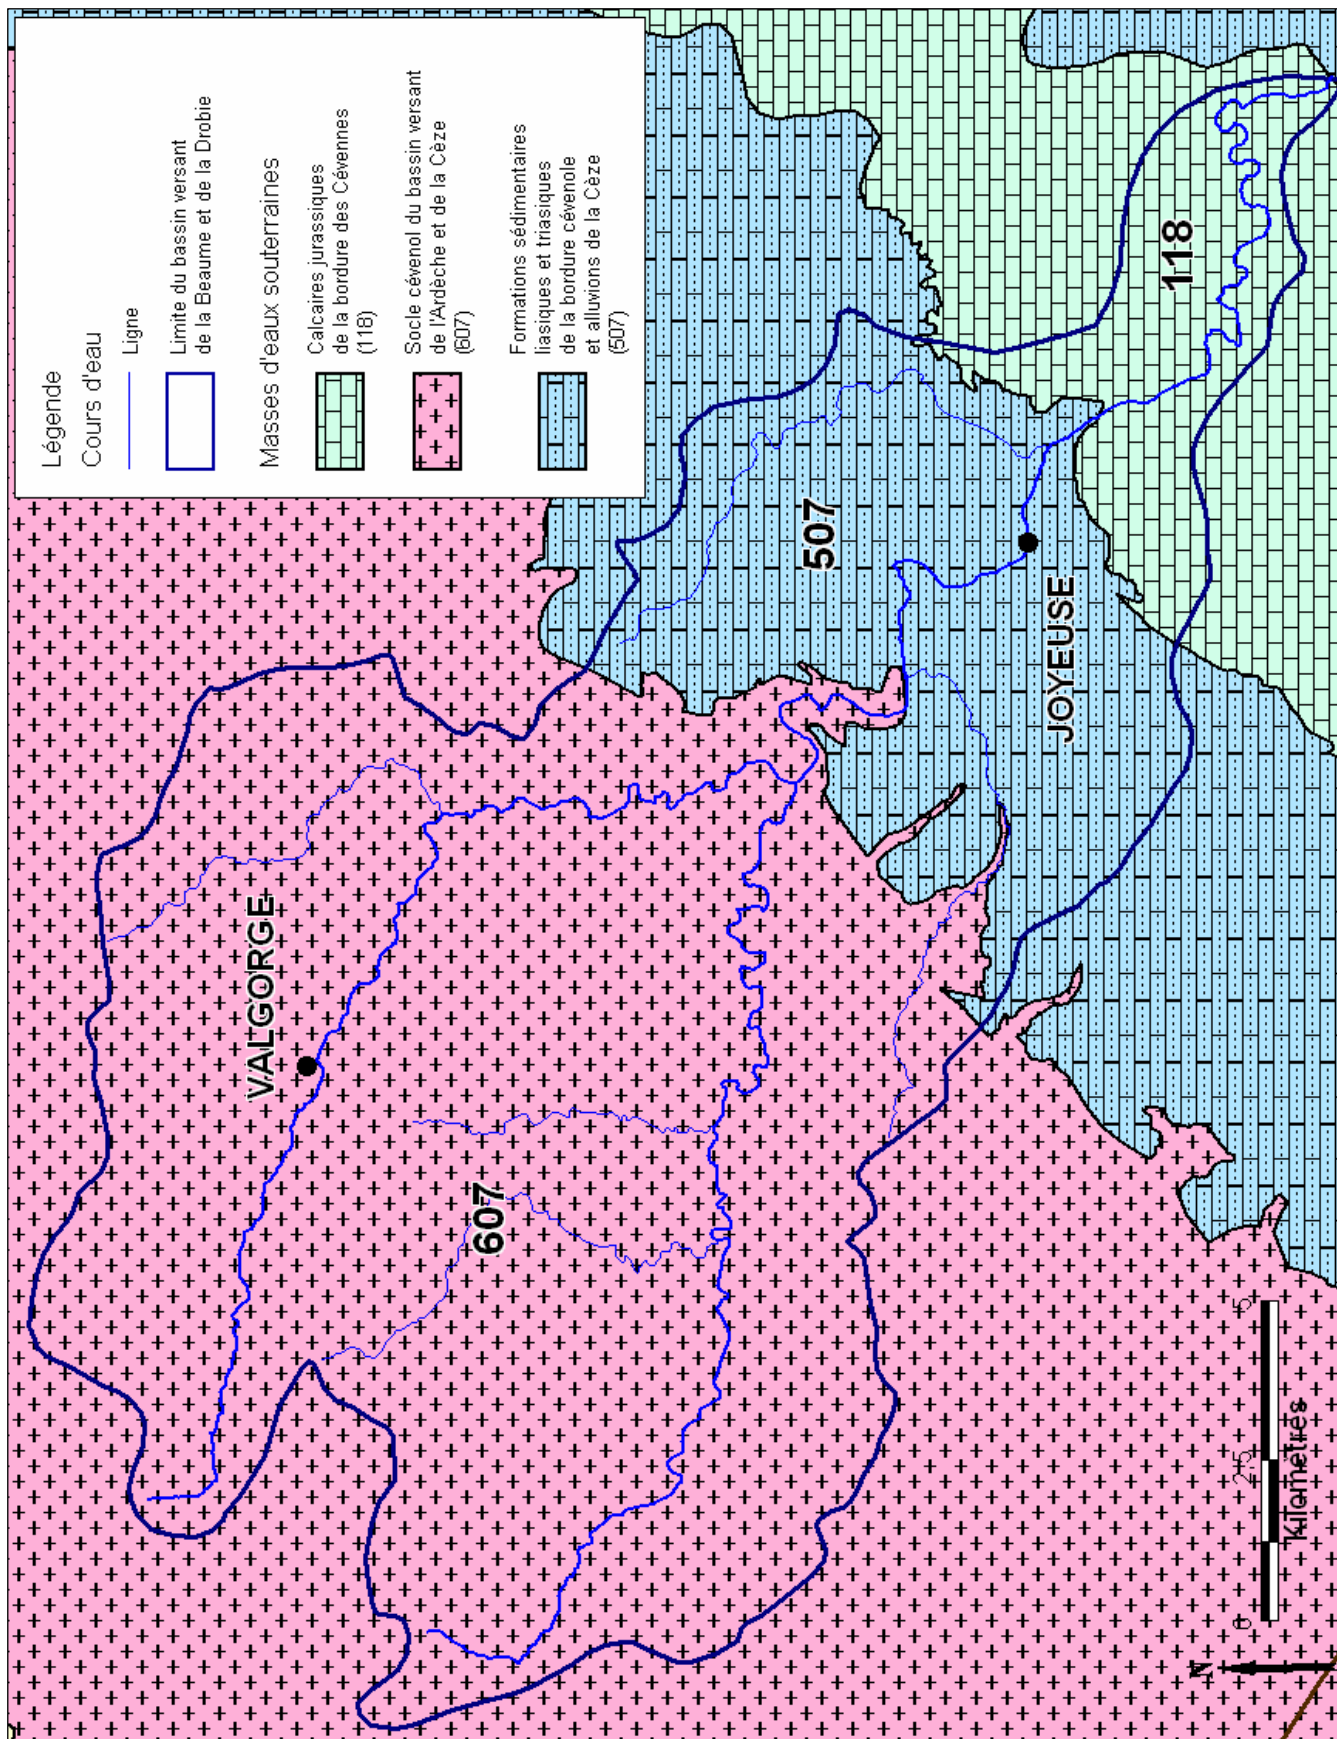 Légende
Cours d'eau
Ligne
Limite du bassin versant
de la Beaume et de la Drobie
Masses d'eaux souterraines
Calcaires jurassiques
de la bordure des Cévennes
(118)
Socle cévenol du bassin versant
de l'Ardèche et de la Cèze
(607)
Formations sédimentaires
liasiques et triasiques
de la bordure cévenole
et alluvions de la Cèze
(507)
VALGORGE
607
507
JOYEUSE
118
N
0 2.5 5
Kilomètres